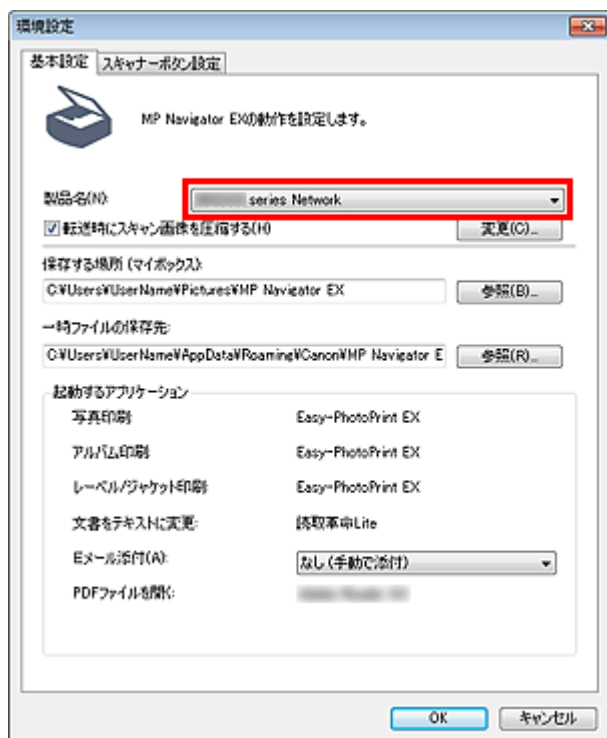 環境設定
基本設定 スキャナーボタン設定
MP Navigator EXの動作を設定します。
製品名(N): series Network
転送時にスキャン画像を圧縮する(H) 変更(C)...
保存する場所 (マイボックス):
C¥Users¥UserName¥Pictures¥MP Navigator EX 参照(B)...
一時ファイルの保存先:
C¥Users¥UserName¥AppData¥Roaming¥Canon¥MP Navigator E 参照(R)...
起動するアプリケーション
写真印刷: Easy-PhotoPrint EX
アルバム印刷: Easy-PhotoPrint EX
レーベル/ジャケット印刷: Easy-PhotoPrint EX
文書をテキストに変更: 読取革命Lite
Eメール添付(A): なし (手動で添付)
PDFファイルを開く:
OK キャンセル